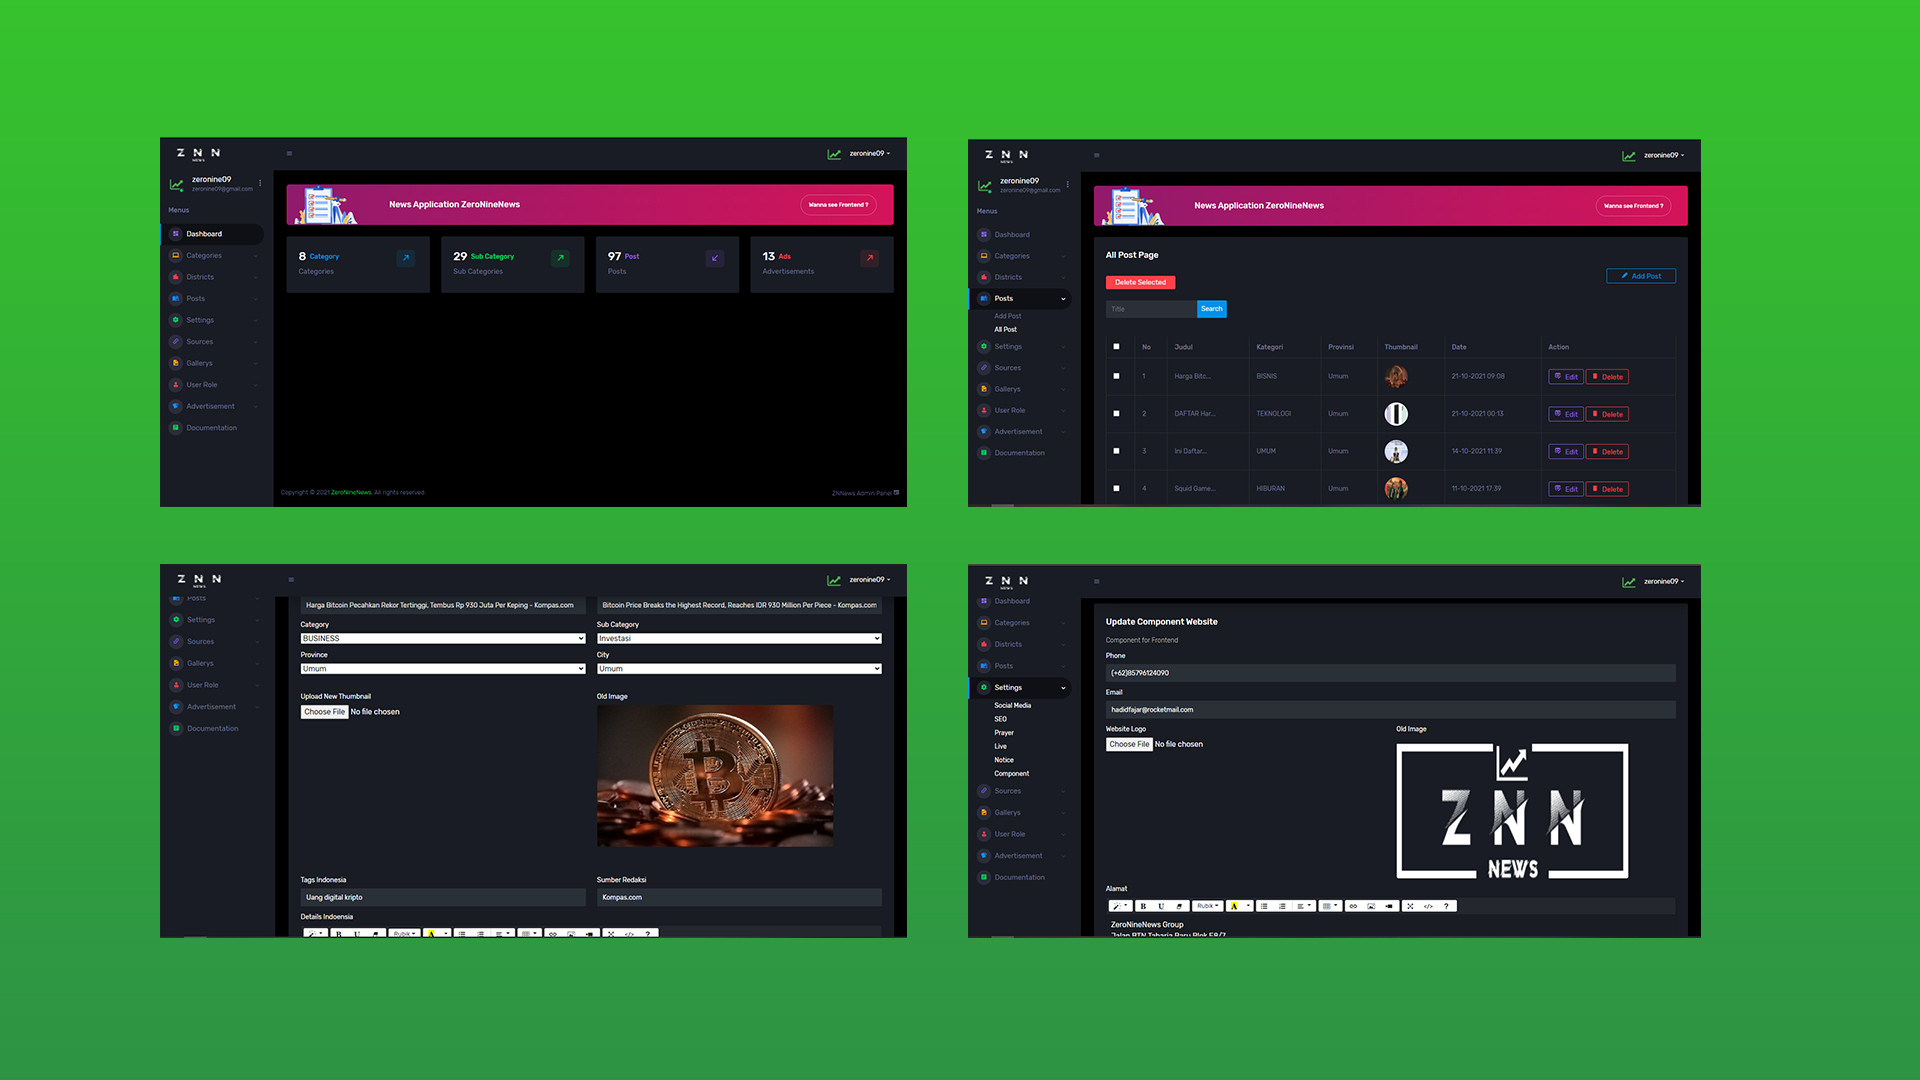 Z N N
NEWS
zeronine09
zeronine09
zeronine09@gmail.com
Menus
Dashboard
Categories
Districts
Posts
Settings
Sources
Gallerys
User Role
Advertisement
Documentation
News Application ZeroNineNews
Wanna see Frontend ?
8 Category
Categories
29 Sub Category
Sub Categories
97 Post
Posts
13 Ads
Advertisements
Copyright © 2021 ZeroNineNews. All rights reserved.
ZNNews Admin Panel
Z N N
NEWS
zeronine09
zeronine09
zeronine09@gmail.com
Menus
Dashboard
Categories
Districts
Posts
Add Post
All Post
Settings
Sources
Gallerys
User Role
Advertisement
Documentation
News Application ZeroNineNews
Wanna see Frontend ?
All Post Page
Add Post
Delete Selected
Title
Search
No Judul Kategori Provinsi Thumbnail Date Action
1 Harga Bitc... BISNIS Umum 21-10-2021 09:08 Edit Delete
2 DAFTAR Har... TEKNOLOGI Umum 21-10-2021 00:13 Edit Delete
3 Ini Daftar... UMUM Umum 14-10-2021 11:39 Edit Delete
4 Squid Game... HIBURAN Umum 11-10-2021 17:39 Edit Delete
Z N N
NEWS
zeronine09
Posts
Settings
Sources
Gallerys
User Role
Advertisement
Documentation
Harga Bitcoin Pecahkan Rekor Tertinggi, Tembus Rp 930 Juta Per Keping - Kompas.com
Bitcoin Price Breaks the Highest Record, Reaches IDR 930 Million Per Piece - Kompas.com
Category
BUSINESS
Sub Category
Investasi
Province
Umum
City
Umum
Upload New Thumbnail
Choose File No file chosen
Old Image
Tags Indonesia
Uang digital kripto
Sumber Redaksi
Kompas.com
Details Indoensia
B U Rubik A </> ?
Z N N
NEWS
zeronine09
Dashboard
Categories
Districts
Posts
Settings
Social Media
SEO
Prayer
Live
Notice
Component
Sources
Gallerys
User Role
Advertisement
Documentation
Update Component Website
Component for Frontend
Phone
(+62)85796124090
Email
hadidfajar@rocketmail.com
Website Logo
Choose File No file chosen
Old Image
Z N N
NEWS
Alamat
B U Rubik A </> ?
ZeroNineNews Group
Jalan BTN Taharia Baru Blok E8/7